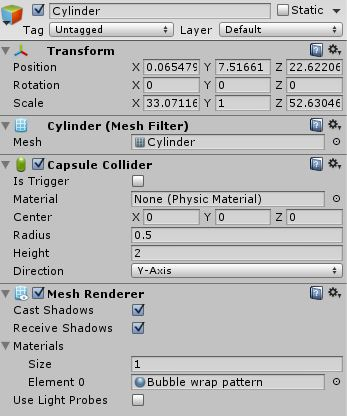 Cylinder Static
Tag Untagged Layer Default
Transform
Position X 0.065479 Y 7.51661 Z 22.62206
Rotation X 0 Y 0 Z 0
Scale X 33.07116 Y 1 Z 52.63046
Cylinder (Mesh Filter)
Mesh Cylinder
Capsule Collider
Is Trigger
Material None (Physic Material)
Center X 0 Y 0 Z 0
Radius 0.5
Height 2
Direction Y-Axis
Mesh Renderer
Cast Shadows
Receive Shadows
Materials
Size 1
Element 0 Bubble wrap pattern
Use Light Probes